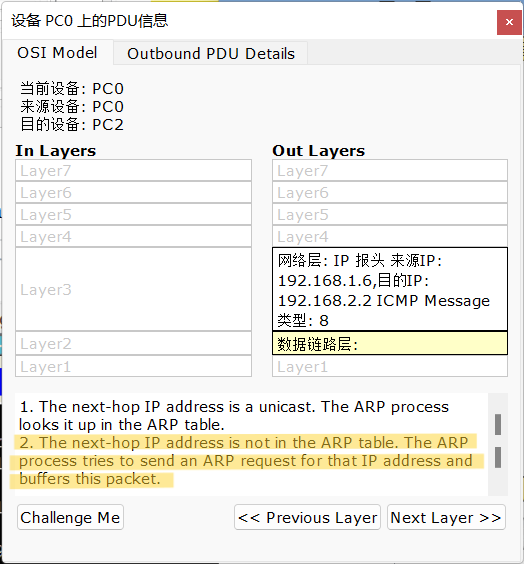 设备 PC0 上的PDU信息
OSI Model
Outbound PDU Details
当前设备: PC0
来源设备: PC0
目的设备: PC2
In Layers
Layer7
Layer6
Layer5
Layer4
Layer3
Layer2
Layer1
Out Layers
Layer7
Layer6
Layer5
Layer4
网络层: IP 报头 来源IP:
192.168.1.6,目的IP:
192.168.2.2 ICMP Message
类型: 8
数据链路层:
Layer1
1. The next-hop IP address is a unicast. The ARP process
looks it up in the ARP table.
2. The next-hop IP address is not in the ARP table. The ARP
process tries to send an ARP request for that IP address and
buffers this packet.
Challenge Me
<< Previous Layer
Next Layer >>